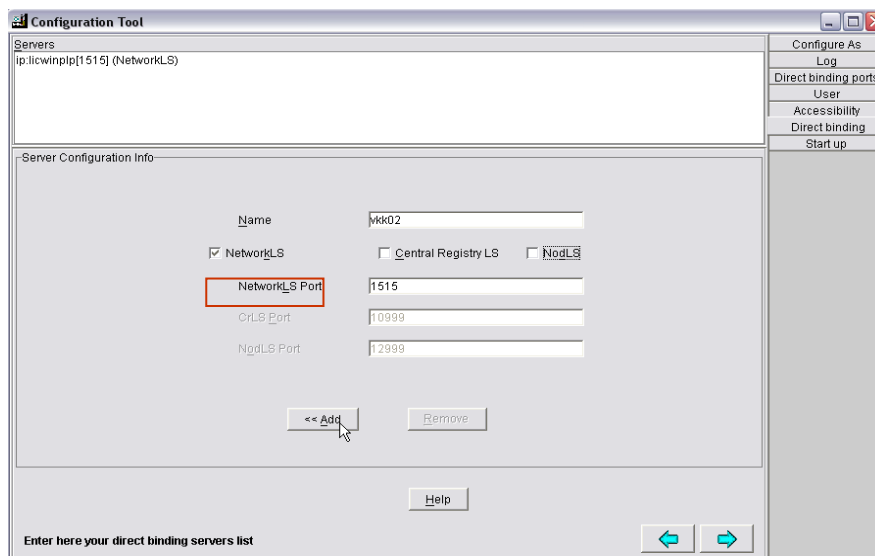 Configuration Tool
Servers
ip:licwinplp[1515] (NetworkLS)
Configure As
Log
Direct binding ports
User
Accessibility
Direct binding
Start up
Server Configuration Info
Name
vkk02
NetworkLS
Central Registry LS
NodLS
NetworkLS Port
1515
CrLS Port
10999
NodLS Port
12999
<< Add
Remove
Help
Enter here your direct binding servers list